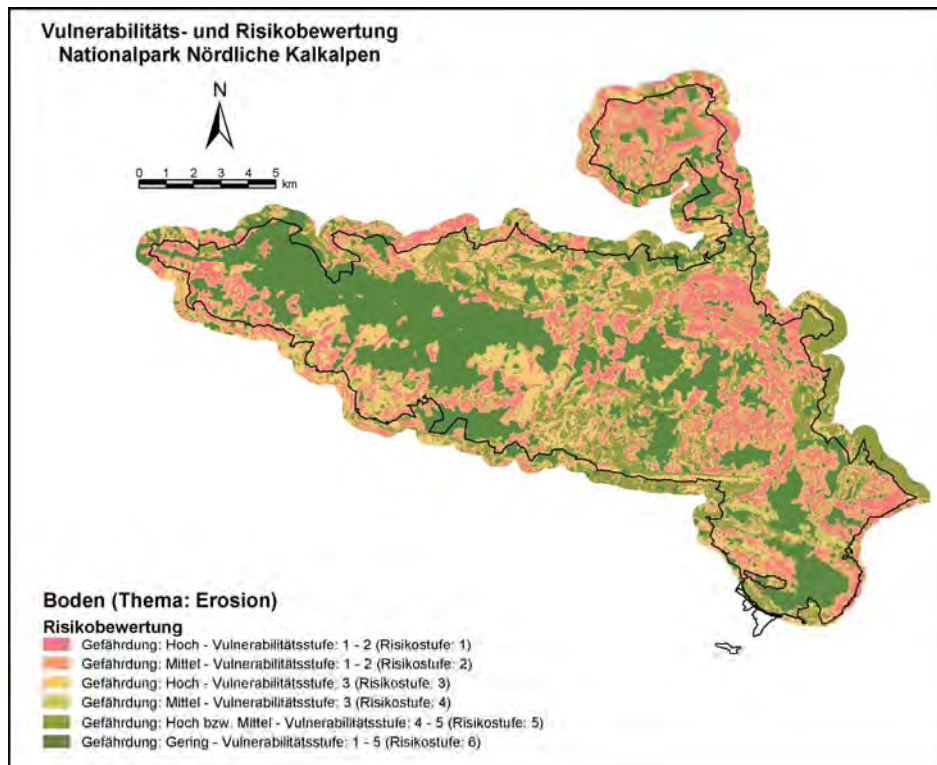 Vulnerabilitäts- und Risikobewertung
Nationalpark Nördliche Kalkalpen
N
0 1 2 3 4 5
km
Boden (Thema: Erosion)
Risikobewertung
Gefährdung: Hoch - Vulnerabilitätsstufe: 1 - 2 (Risikostufe: 1)
Gefährdung: Mittel - Vulnerabilitätsstufe: 1 - 2 (Risikostufe: 2)
Gefährdung: Hoch - Vulnerabilitätsstufe: 3 (Risikostufe: 3)
Gefährdung: Mittel - Vulnerabilitätsstufe: 3 (Risikostufe: 4)
Gefährdung: Hoch bzw. Mittel - Vulnerabilitätsstufe: 4 - 5 (Risikostufe: 5)
Gefährdung: Gering - Vulnerabilitätsstufe: 1 - 5 (Risikostufe: 6)